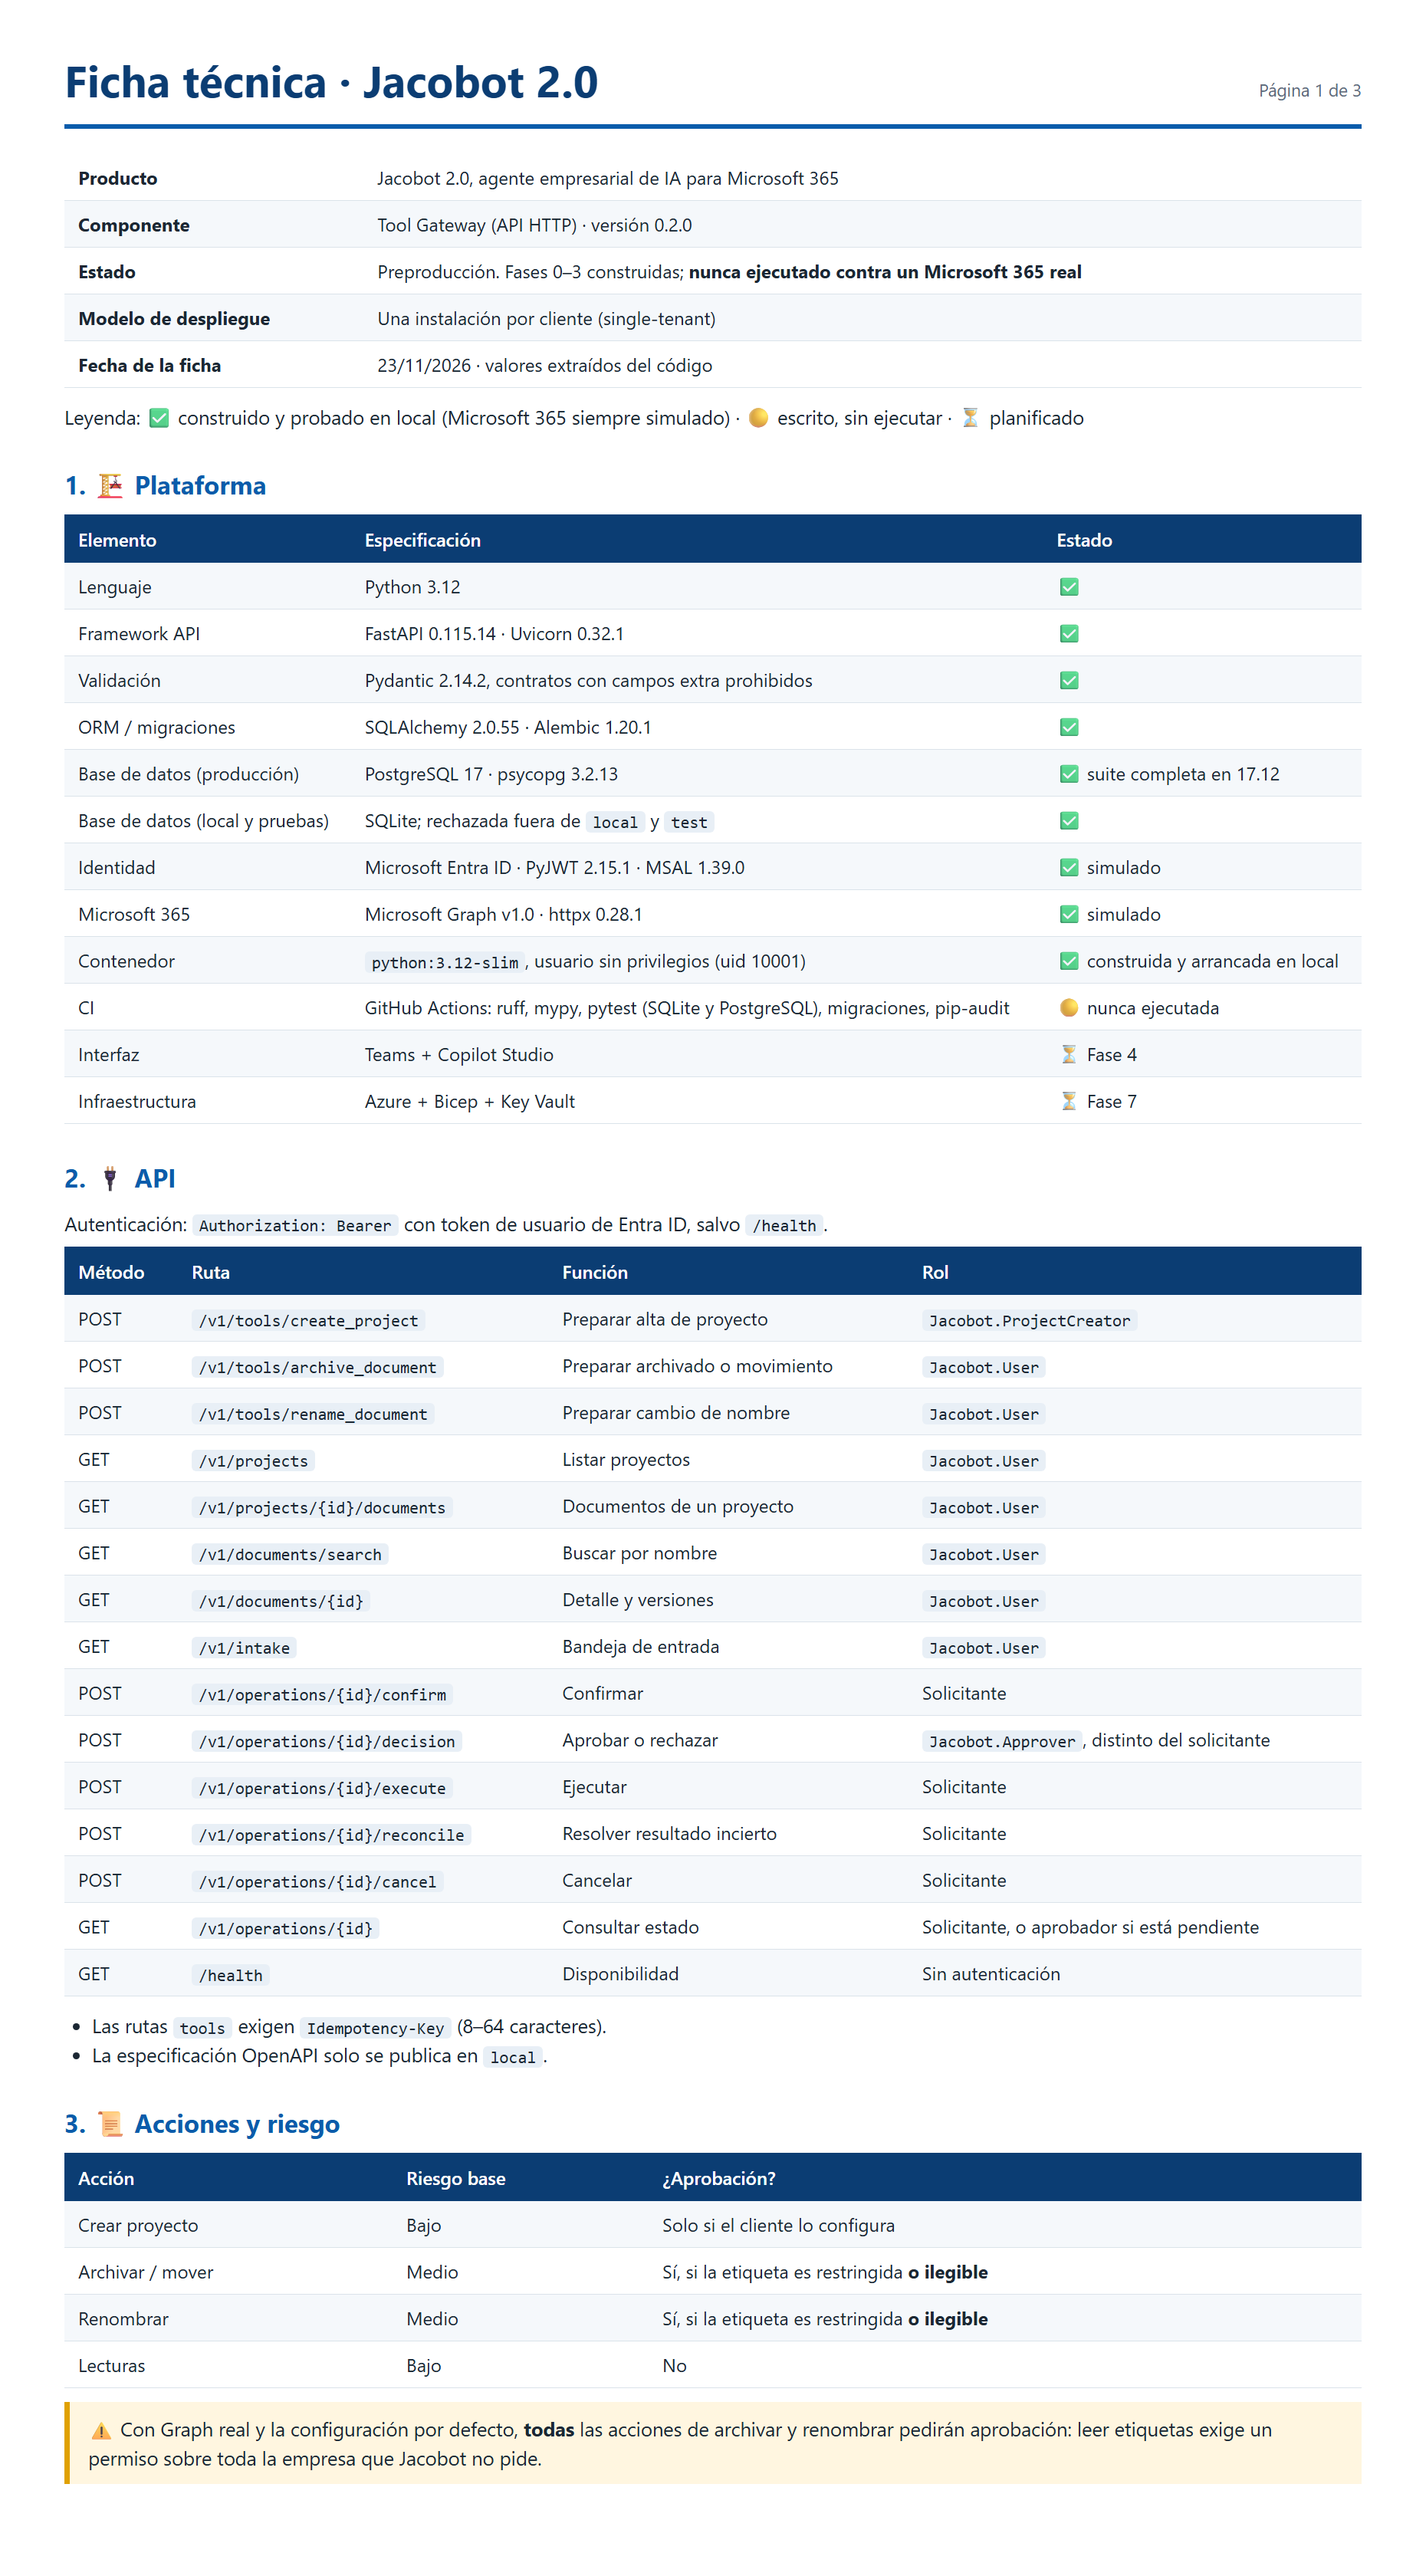 Ficha técnica · Jacobot 2.0
Página 1 de 3
Producto Jacobot 2.0, agente empresarial de IA para Microsoft 365
Componente Tool Gateway (API HTTP) · versión 0.2.0
Estado Preproducción. Fases 0–3 construidas; nunca ejecutado contra un Microsoft 365 real
Modelo de despliegue Una instalación por cliente (single-tenant)
Fecha de la ficha 23/11/2026 · valores extraídos del código
Leyenda: ✅ construido y probado en local (Microsoft 365 siempre simulado) · 🟡 escrito, sin ejecutar · ⏳ planificado
1. 🏗️ Plataforma
Elemento Especificación Estado
Lenguaje Python 3.12 ✅
Framework API FastAPI 0.115.14 · Uvicorn 0.32.1 ✅
Validación Pydantic 2.14.2, contratos con campos extra prohibidos ✅
ORM / migraciones SQLAlchemy 2.0.55 · Alembic 1.20.1 ✅
Base de datos (producción) PostgreSQL 17 · psycopg 3.2.13 ✅ suite completa en 17.12
Base de datos (local y pruebas) SQLite; rechazada fuera de local y test ✅
Identidad Microsoft Entra ID · PyJWT 2.15.1 · MSAL 1.39.0 ✅ simulado
Microsoft 365 Microsoft Graph v1.0 · httpx 0.28.1 ✅ simulado
Contenedor python:3.12-slim, usuario sin privilegios (uid 10001) ✅ construida y arrancada en local
CI GitHub Actions: ruff, mypy, pytest (SQLite y PostgreSQL), migraciones, pip-audit 🟡 nunca ejecutada
Interfaz Teams + Copilot Studio ⏳ Fase 4
Infraestructura Azure + Bicep + Key Vault ⏳ Fase 7
2. 🔌 API
Autenticación: Authorization: Bearer con token de usuario de Entra ID, salvo /health.
Método Ruta Función Rol
POST /v1/tools/create_project Preparar alta de proyecto Jacobot.ProjectCreator
POST /v1/tools/archive_document Preparar archivado o movimiento Jacobot.User
POST /v1/tools/rename_document Preparar cambio de nombre Jacobot.User
GET /v1/projects Listar proyectos Jacobot.User
GET /v1/projects/{id}/documents Documentos de un proyecto Jacobot.User
GET /v1/documents/search Buscar por nombre Jacobot.User
GET /v1/documents/{id} Detalle y versiones Jacobot.User
GET /v1/intake Bandeja de entrada Jacobot.User
POST /v1/operations/{id}/confirm Confirmar Solicitante
POST /v1/operations/{id}/decision Aprobar o rechazar Jacobot.Approver, distinto del solicitante
POST /v1/operations/{id}/execute Ejecutar Solicitante
POST /v1/operations/{id}/reconcile Resolver resultado incierto Solicitante
POST /v1/operations/{id}/cancel Cancelar Solicitante
GET /v1/operations/{id} Consultar estado Solicitante, o aprobador si está pendiente
GET /health Disponibilidad Sin autenticación
• Las rutas tools exigen Idempotency-Key (8–64 caracteres).
• La especificación OpenAPI solo se publica en local.
3. 📜 Acciones y riesgo
Acción Riesgo base ¿Aprobación?
Crear proyecto Bajo Solo si el cliente lo configura
Archivar / mover Medio Sí, si la etiqueta es restringida o ilegible
Renombrar Medio Sí, si la etiqueta es restringida o ilegible
Lecturas Bajo No
⚠️ Con Graph real y la configuración por defecto, todas las acciones de archivar y renombrar pedirán aprobación: leer etiquetas exige un
permiso sobre toda la empresa que Jacobot no pide.